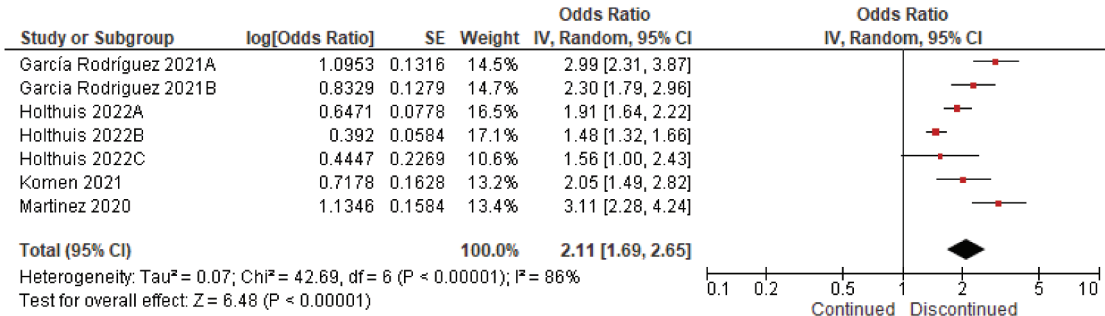 Odds Ratio Odds Ratio
Study or Subgroup log[Odds Ratio] SE Weight IV, Random, 95% CI IV, Random, 95% CI
García Rodríguez 2021A 1.0953 0.1316 14.5% 2.99 [2.31, 3.87]
Garcia Rodriguez 2021B 0.8329 0.1279 14.7% 2.30 [1.79, 2.96]
Holthuis 2022A 0.6471 0.0778 16.5% 1.91 [1.64, 2.22]
Holthuis 2022B 0.392 0.0584 17.1% 1.48 [1.32, 1.66]
Holthuis 2022C 0.4447 0.2269 10.6% 1.56 [1.00, 2.43]
Komen 2021 0.7178 0.1628 13.2% 2.05 [1.49, 2.82]
Martinez 2020 1.1346 0.1584 13.4% 3.11 [2.28, 4.24]
Total (95% CI) 100.0% 2.11 [1.69, 2.65]
Heterogeneity: Tau² = 0.07; Chi² = 42.69, df = 6 (P < 0.00001); I² = 86%
Test for overall effect: Z = 6.48 (P < 0.00001)
0.1 0.2 0.5 1 2 5 10
Continued Discontinued